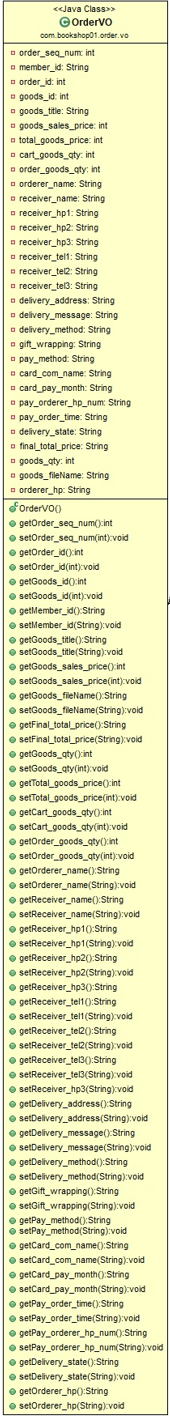 <<Java Class>>
OrderVO
com.bookshop01.order.vo
order_seq_num: int
member_id: String
order_id: int
goods_id: int
goods_title: String
goods_sales_price: int
total_goods_price: int
cart_goods_qty: int
order_goods_qty: int
orderer_name: String
receiver_name: String
receiver_hp1: String
receiver_hp2: String
receiver_hp3: String
receiver_tel1: String
receiver_tel2: String
receiver_tel3: String
delivery_address: String
delivery_message: String
delivery_method: String
gift_wrapping: String
pay_method: String
card_com_name: String
card_pay_month: String
pay_orderer_hp_num: String
pay_order_time: String
delivery_state: String
final_total_price: String
goods_qty: int
goods_fileName: String
orderer_hp: String
OrderVO()
getOrder_seq_num():int
setOrder_seq_num(int):void
getOrder_id():int
setOrder_id(int):void
getGoods_id():int
setGoods_id(int):void
getMember_id():String
setMember_id(String):void
getGoods_title():String
setGoods_title(String):void
getGoods_sales_price():int
setGoods_sales_price(int):void
getGoods_fileName():String
setGoods_fileName(String):void
getFinal_total_price():String
setFinal_total_price(String):void
getGoods_qty():int
setGoods_qty(int):void
getTotal_goods_price():int
setTotal_goods_price(int):void
getCart_goods_qty():int
setCart_goods_qty(int):void
getOrder_goods_qty():int
setOrder_goods_qty(int):void
getOrderer_name():String
setOrderer_name(String):void
getReceiver_name():String
setReceiver_name(String):void
getReceiver_hp1():String
setReceiver_hp1(String):void
getReceiver_hp2():String
setReceiver_hp2(String):void
getReceiver_hp3():String
getReceiver_tel1():String
setReceiver_tel1(String):void
getReceiver_tel2():String
setReceiver_tel2(String):void
getReceiver_tel3():String
setReceiver_tel3(String):void
setReceiver_hp3(String):void
getDelivery_address():String
setDelivery_address(String):void
getDelivery_message():String
setDelivery_message(String):void
getDelivery_method():String
setDelivery_method(String):void
getGift_wrapping():String
setGift_wrapping(String):void
getPay_method():String
setPay_method(String):void
getCard_com_name():String
setCard_com_name(String):void
getCard_pay_month():String
setCard_pay_month(String):void
getPay_order_time():String
setPay_order_time(String):void
getPay_orderer_hp_num():String
setPay_orderer_hp_num(String):void
getDelivery_state():String
setDelivery_state(String):void
getOrderer_hp():String
setOrderer_hp(String):void